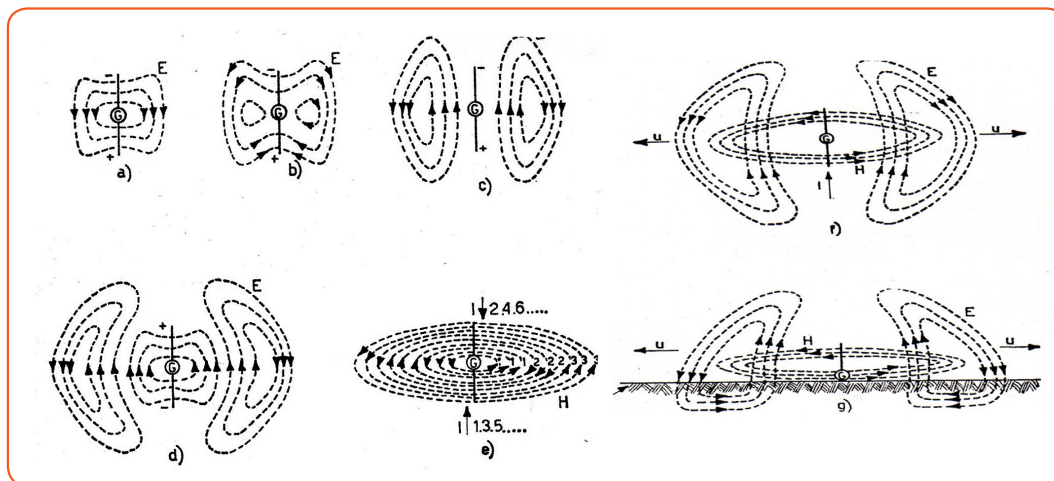 - E
G
+
a)
- E
G
+
b)
-
G
+
c)
E
u u
G
H
I
f)
E
+
G
-
d)
I 2.4.6.....
G
H
I 1.3.5.....
e)
E
u H u
G
g)